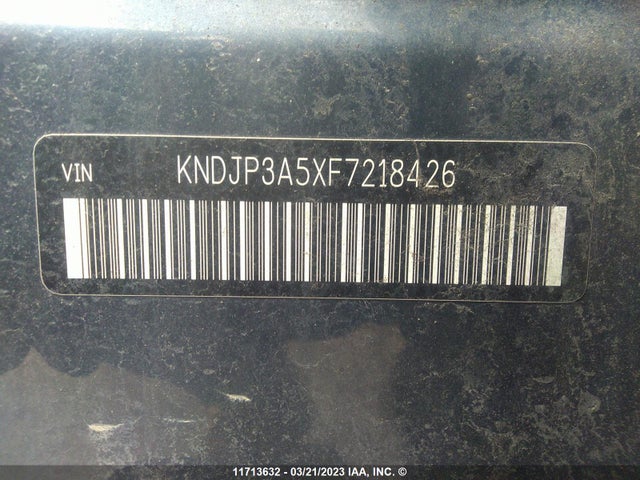 VIN KNDJP3A5XF7218426
11713632 - 03/21/2023 IAA, INC. ©